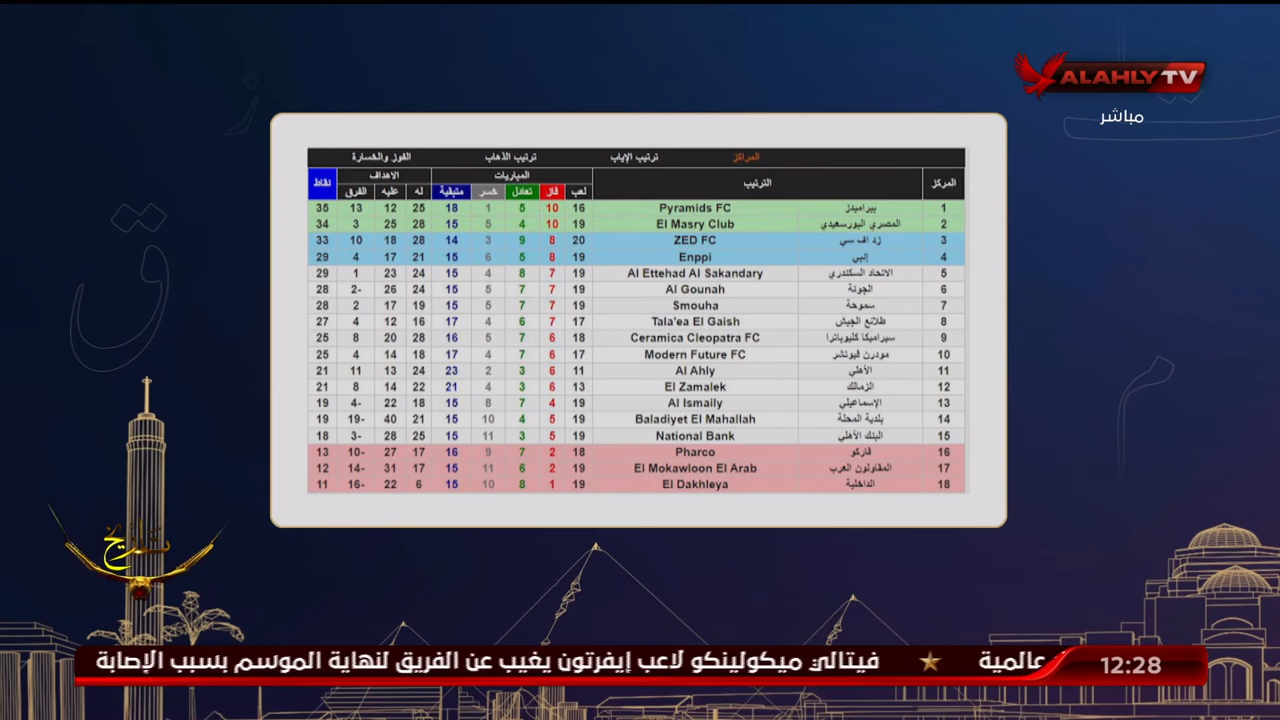 ALAHLY TV
مباشر
المراكز ترتيب الإياب ترتيب الذهاب الفوز والخسارة
المركز الترتيب المباريات الاهداف نقاط
لعب فاز تعادل خسر متبقية له عليه الفرق
1 بيراميدز Pyramids FC 16 10 5 1 18 25 12 13 35
2 المصري البورسعيدي El Masry Club 19 10 4 5 15 28 25 3 34
3 زد اف سي ZED FC 20 8 9 3 14 28 18 10 33
4 إنبي Enppi 19 8 5 6 15 21 17 4 29
5 الاتحاد السكندري Al Ettehad Al Sakandary 19 7 8 4 15 24 23 1 29
6 الجونة Al Gounah 19 7 7 5 15 24 26 2- 28
7 سموحة Smouha 19 7 7 5 15 19 17 2 28
8 طلائع الجيش Tala'ea El Gaish 17 7 6 4 17 16 12 4 27
9 سيراميكا كليوباترا Ceramica Cleopatra FC 18 6 7 5 16 28 20 8 25
10 مودرن فيوتشر Modern Future FC 17 6 7 4 17 18 14 4 25
11 الأهلي Al Ahly 11 6 3 2 23 24 13 11 21
12 الزمالك El Zamalek 13 6 3 4 21 22 14 8 21
13 الإسماعيلي Al Ismaily 19 4 7 8 15 18 22 4- 19
14 بلدية المحلة Baladiyet El Mahallah 19 5 4 10 15 21 40 19- 19
15 البنك الأهلي National Bank 19 5 3 11 15 25 28 3- 18
16 فاركو Pharco 18 2 7 9 16 17 27 10- 13
17 المقاولون العرب El Mokawloon El Arab 19 2 6 11 15 17 31 14- 12
18 الداخلية El Dakhleya 19 1 8 10 15 6 22 16- 11
تاريخ
12:28 عالمية ★ فيتالي ميكولينكو لاعب إيفرتون يغيب عن الفريق لنهاية الموسم بسبب الإصابة